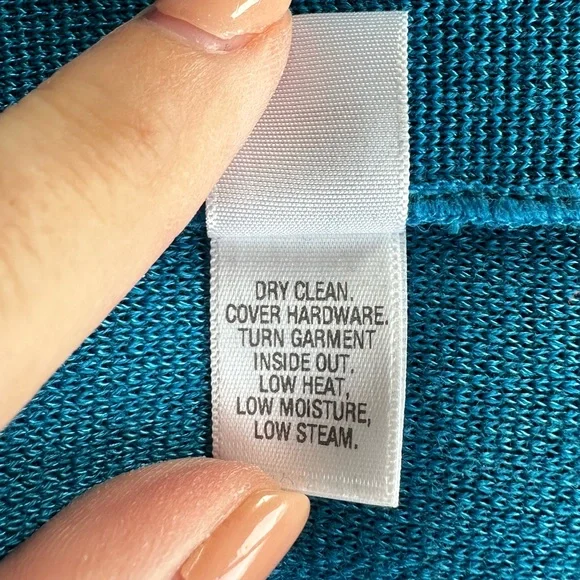 DRY CLEAN.
COVER HARDWARE.
TURN GARMENT
INSIDE OUT.
LOW HEAT,
LOW MOISTURE,
LOW STEAM.